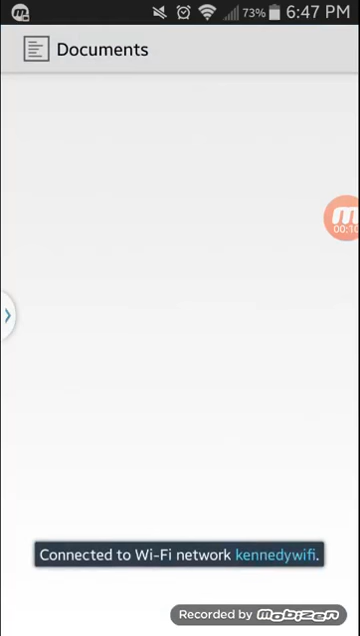 73% 6:47 PM
Documents
00:10
Connected to Wi-Fi network kennedywifi.
Recorded by mobizen